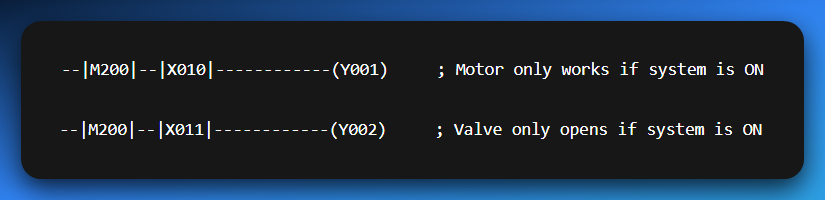 --|M200|--|X010|------------(Y001)     ; Motor only works if system is ON
--|M200|--|X011|------------(Y002)     ; Valve only opens if system is ON